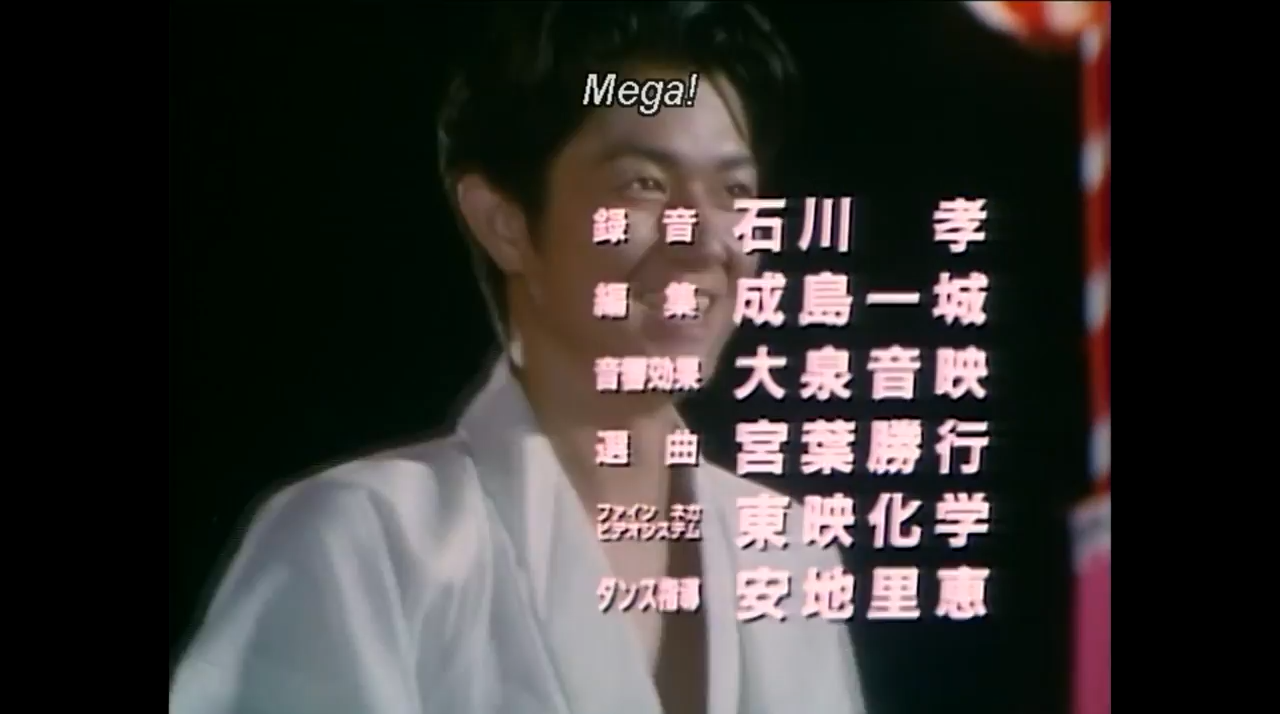 Mega!
録音 石川 孝
編集 成島一城
音響効果 大泉音映
選曲 宮葉勝行
ファイン ネガ
ビデオシステム 東映化学
ダンス指導 安地里恵